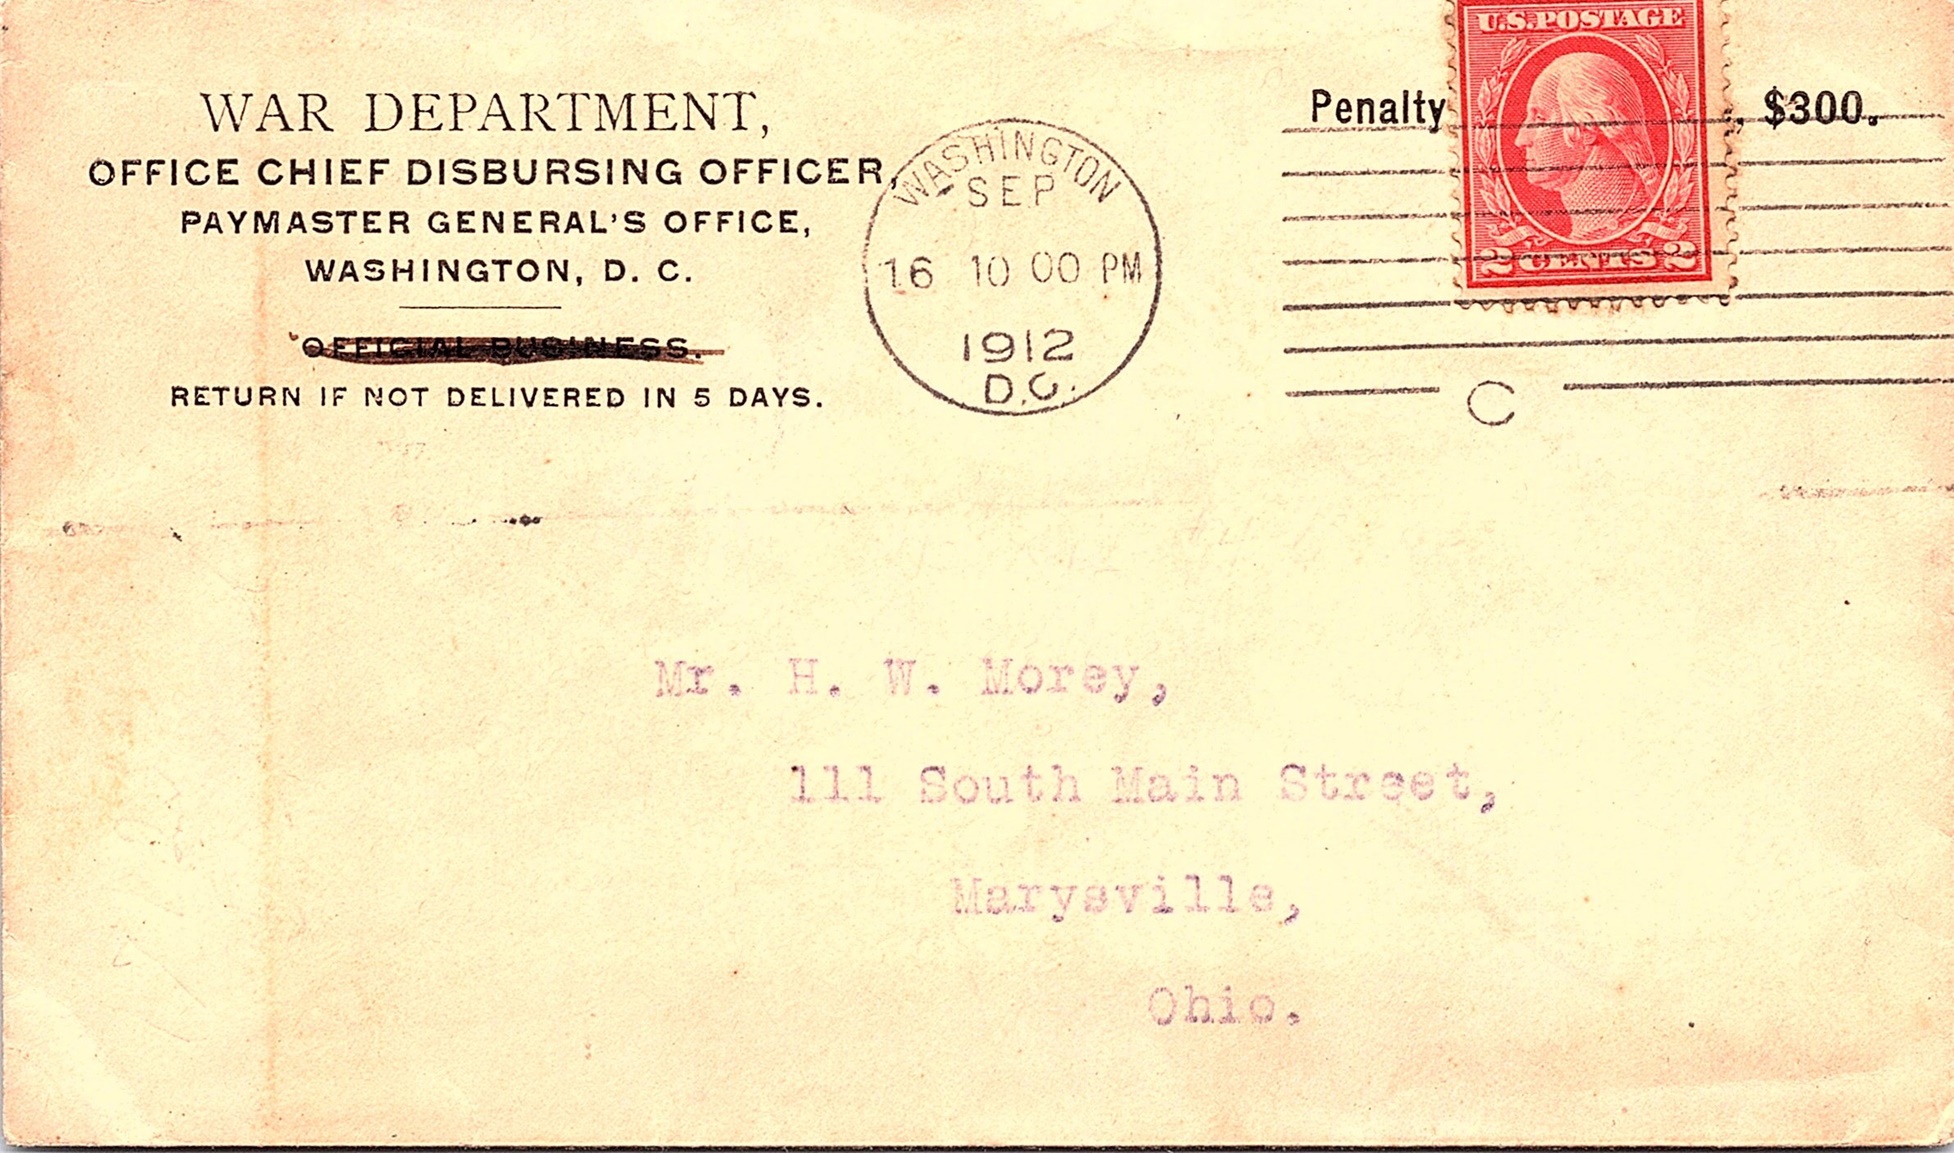 WAR DEPARTMENT,
OFFICE CHIEF DISBURSING OFFICER,
PAYMASTER GENERAL'S OFFICE,
WASHINGTON, D. C.
OFFICIAL BUSINESS.
RETURN IF NOT DELIVERED IN 5 DAYS.
WASHINGTON
SEP
16 10 00 PM
1912
D.C.
Penalty , $300.
U.S. POSTAGE
2 CENTS 2
C
Mr. H. W. Morey,
111 South Main Street,
Marysville,
Ohio.